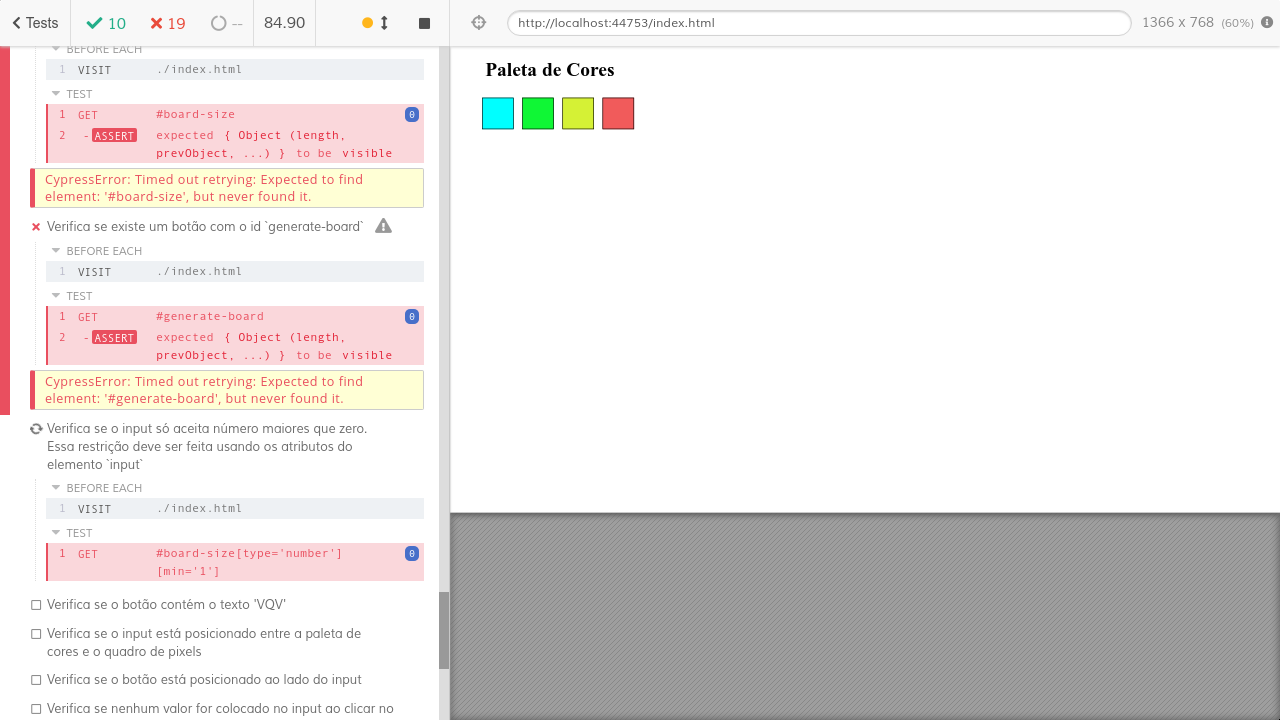 Tests
10
19
--
84.90
http://localhost:44753/index.html
1366 x 768 (60%)
BEFORE EACH
1 VISIT ./index.html
TEST
1 GET #board-size 0
2 -ASSERT expected { Object (length,
prevObject, ...) } to be visible
CypressError: Timed out retrying: Expected to find
element: '#board-size', but never found it.
Verifica se existe um botão com o id `generate-board`
BEFORE EACH
1 VISIT ./index.html
TEST
1 GET #generate-board 0
2 -ASSERT expected { Object (length,
prevObject, ...) } to be visible
CypressError: Timed out retrying: Expected to find
element: '#generate-board', but never found it.
Verifica se o input só aceita número maiores que zero.
Essa restrição deve ser feita usando os atributos do
elemento `input`
BEFORE EACH
1 VISIT ./index.html
TEST
1 GET #board-size[type='number'] 0
[min='1']
Verifica se o botão contém o texto 'VQV'
Verifica se o input está posicionado entre a paleta de
cores e o quadro de pixels
Verifica se o botão está posicionado ao lado do input
Verifica se nenhum valor for colocado no input ao clicar no
Paleta de Cores